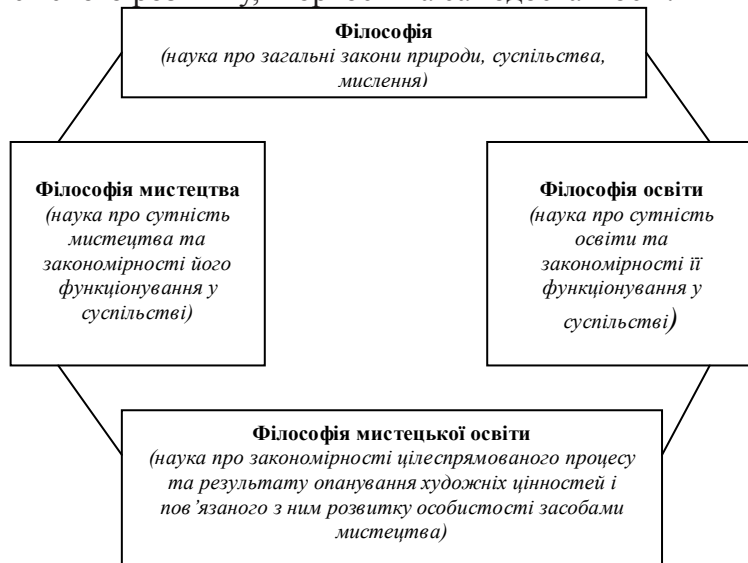 Філософія
(наука про загальні закони природи, суспільства,
мислення)
Філософія мистецтва
(наука про сутність
мистецтва та
закономірності його
функціонування у
суспільстві)
Філософія освіти
(наука про сутність
освіти та
закономірності її
функціонування у
суспільстві)
Філософія мистецької освіти
(наука про закономірності цілеспрямованого процесу
та результату опанування художніх цінностей і
пов’язаного з ним розвитку особистості засобами
мистецтва)